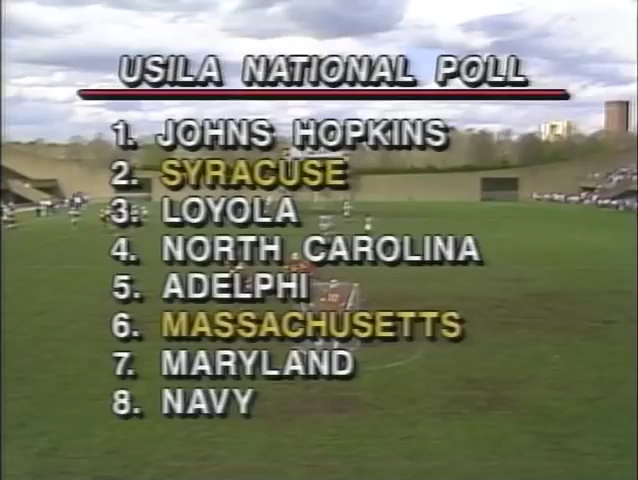 USILA NATIONAL POLL
1. JOHNS HOPKINS
2. SYRACUSE
3. LOYOLA
4. NORTH CAROLINA
5. ADELPHI
6. MASSACHUSETTS
7. MARYLAND
8. NAVY